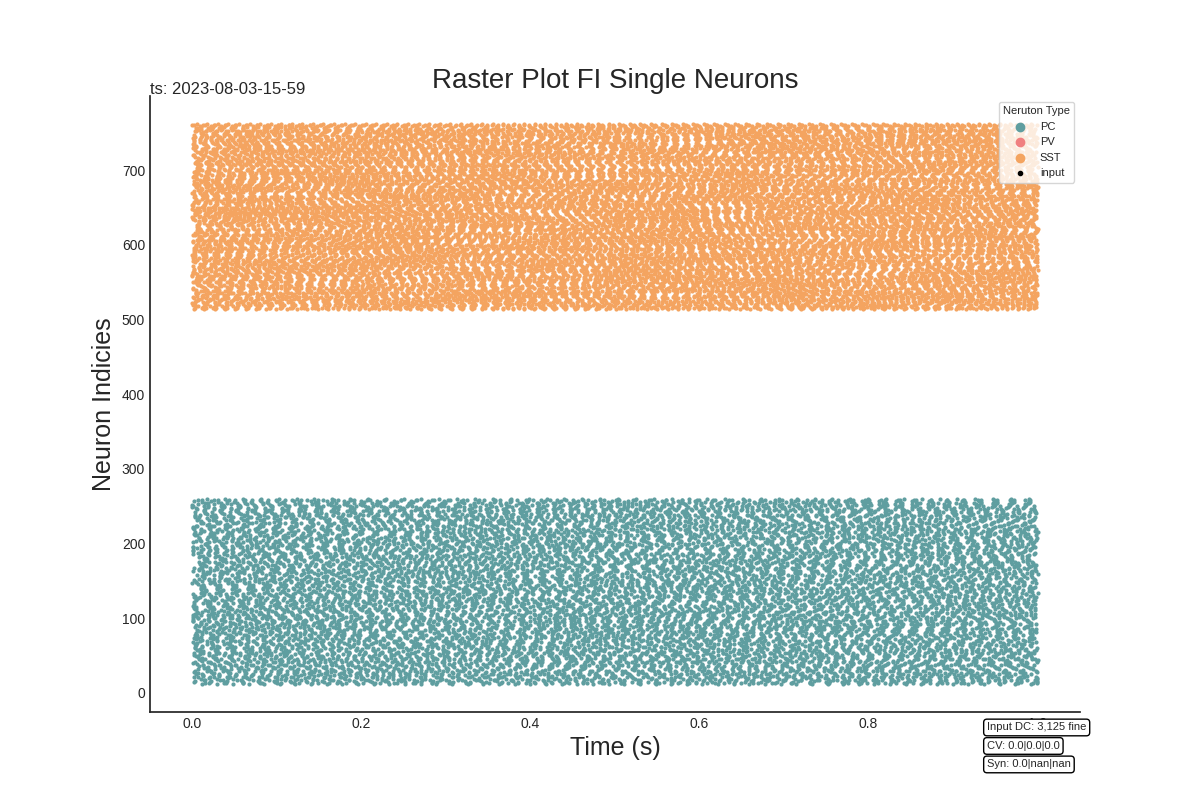 Raster Plot FI Single Neurons
ts: 2023-08-03-15-59
Neruton Type
PC
PV
SST
input
Neuron Indicies
700
600
500
400
300
200
100
0
0.0
0.2
0.4
0.6
0.8
Time (s)
Input DC: 3,125 fine
CV: 0.0|0.0|0.0
Syn: 0.0|nan|nan